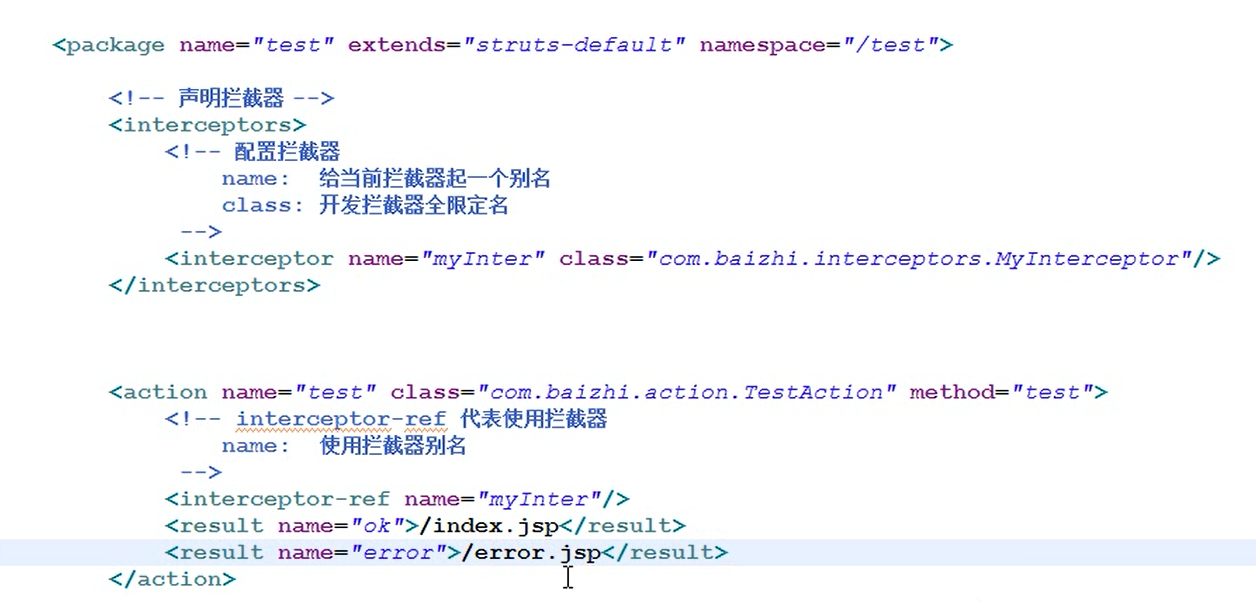 <package name="test" extends="struts-default" namespace="/test">
<!-- 声明拦截器 -->
<interceptors>
<!-- 配置拦截器
name: 给当前拦截器起一个别名
class: 开发拦截器全限定名
-->
<interceptor name="myInter" class="com.baizhi.interceptors.MyInterceptor"/>
</interceptors>
<action name="test" class="com.baizhi.action.TestAction" method="test">
<!-- interceptor-ref 代表使用拦截器
name: 使用拦截器别名
-->
<interceptor-ref name="myInter"/>
<result name="ok">/index.jsp</result>
<result name="error">/error.jsp</result>
</action>